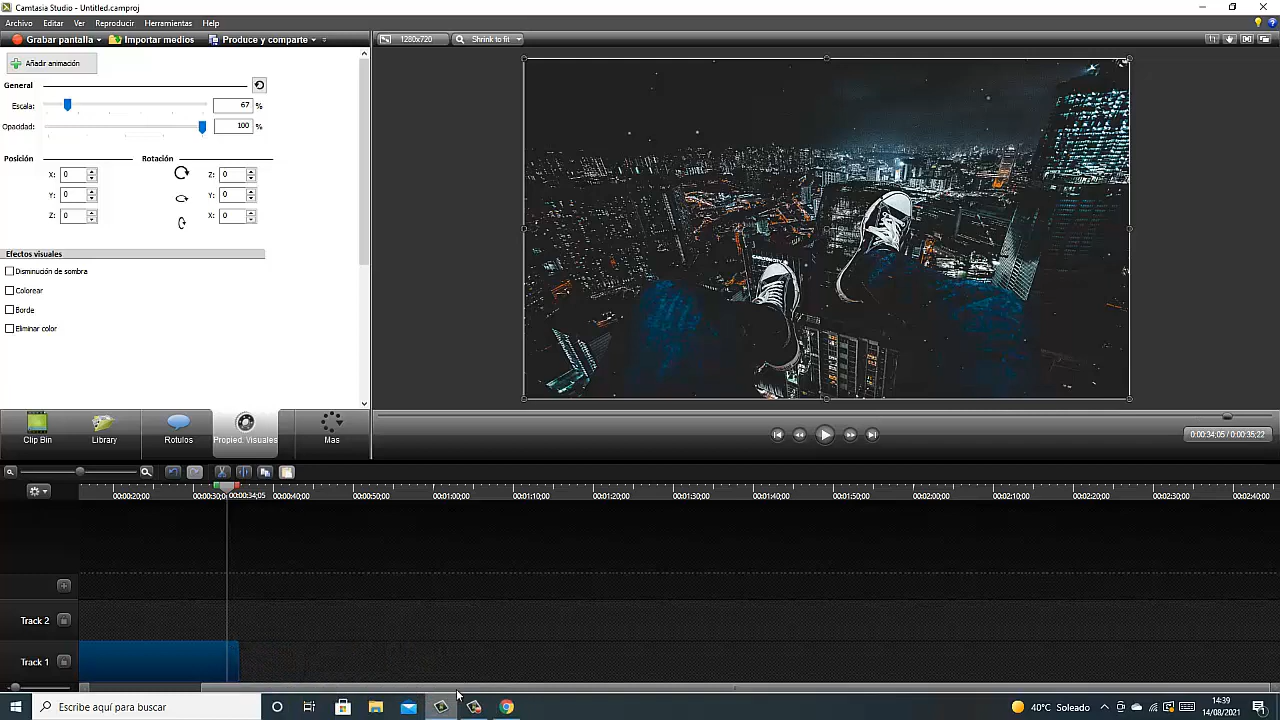 Camtasia Studio - Untitled.camproj
Archivo Editar Ver Reproducir Herramientas Help
Grabar pantalla Importar medios Produce y comparte
1280x720 Shrink to fit
Añadir animación
General
Escala: 67 %
Opacidad: 100 %
Posición Rotación
X: 0 Z: 0
Y: 0 Y: 0
Z: 0 X: 0
Efectos visuales
Disminución de sombra
Colorear
Borde
Eliminar color
Clip Bin Library Rotulos Propied. Visuales Mas
0:00:34;05 / 0:00:35;22
00:00:20;00 00:00:30;0 00:00:34;05 00:00:40;00 00:00:50;00 00:01:00;00 00:01:10;00 00:01:20;00 00:01:30;00 00:01:40;00 00:01:50;00 00:02:00;00 00:02:10;00 00:02:20;00 00:02:30;00 00:02:40;00
Track 2
Track 1
Escribe aquí para buscar
40°C Soleado
14:39
14/08/2021